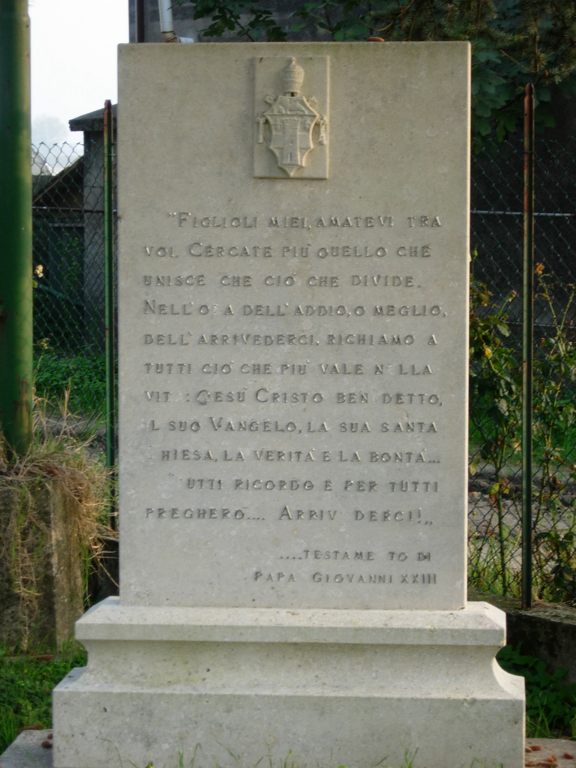 "FIGLIOLI MIEI, AMATEVI TRA
VOI. CERCATE PIÙ QUELLO CHE
UNISCE CHE CIÒ CHE DIVIDE.
NELL'O A DELL'ADDIO, O MEGLIO,
DELL'ARRIVEDERCI, RICHIAMO A
TUTTI CIÒ CHE PIÙ VALE N LLA
VIT : GESÙ CRISTO BEN DETTO,
IL SUO VANGELO, LA SUA SANTA
HIESA, LA VERITÀ E LA BONTÀ...
UTTI RICORDO E PER TUTTI
PREGHERÒ.... ARRIV DERCI!„
....TESTAME TO DI
PAPA GIOVANNI XXIII